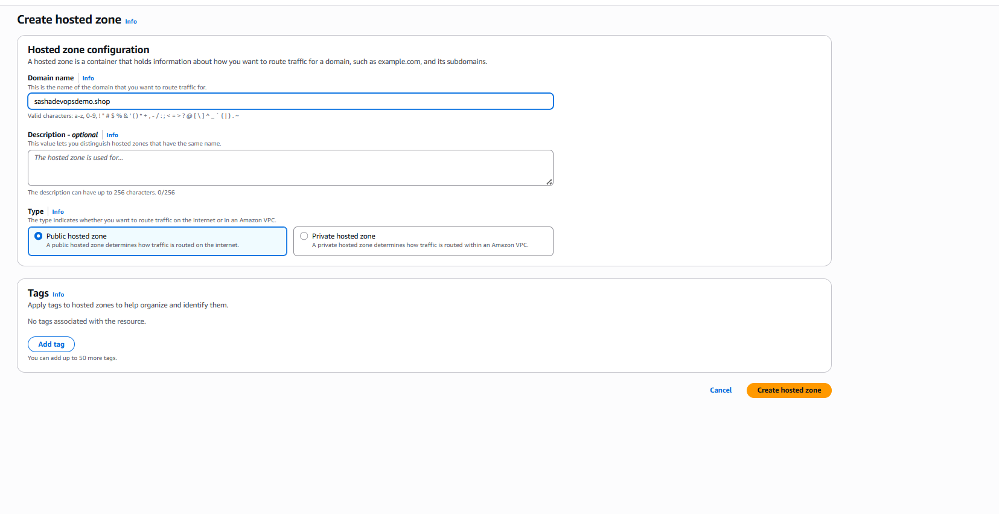 Create hosted zone Info
Hosted zone configuration
A hosted zone is a container that holds information about how you want to route traffic for a domain, such as example.com, and its subdomains.
Domain name Info
This is the name of the domain that you want to route traffic for.
sashadevopsdemo.shop
Valid characters: a-z, 0-9, ! " # $ % & ' ( ) * + , - / : ; < = > ? @ [ \ ] ^ _ ` { | } . ~
Description - optional Info
This value lets you distinguish hosted zones that have the same name.
The hosted zone is used for...
The description can have up to 256 characters. 0/256
Type Info
The type indicates whether you want to route traffic on the internet or in an Amazon VPC.
Public hosted zone
A public hosted zone determines how traffic is routed on the internet.
Private hosted zone
A private hosted zone determines how traffic is routed within an Amazon VPC.
Tags Info
Apply tags to hosted zones to help organize and identify them.
No tags associated with the resource.
Add tag
You can add up to 50 more tags.
Cancel
Create hosted zone